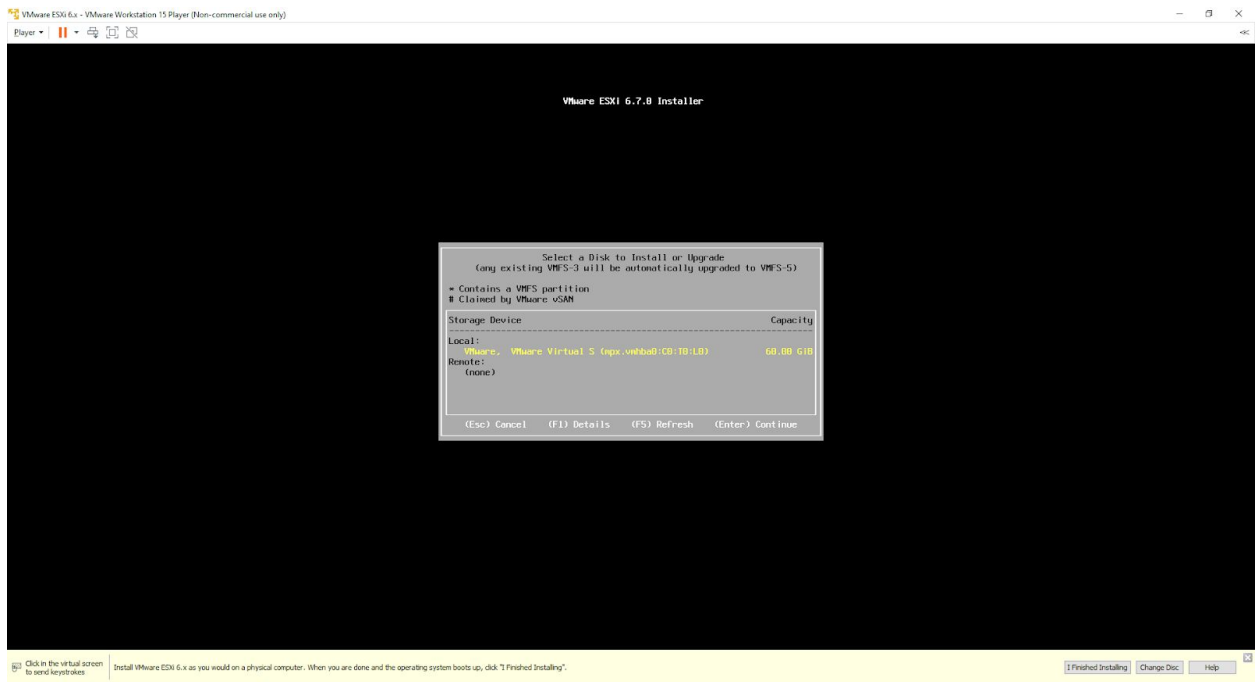 VMware ESXi 6.x - VMware Workstation 15 Player (Non-commercial use only)
Player
VMware ESXi 6.7.0 Installer
Select a Disk to Install or Upgrade
(any existing VMFS-3 will be automatically upgraded to VMFS-5)
* Contains a VMFS partition
# Claimed by VMware vSAN
Storage Device Capacity
Local:
VMware, VMware Virtual S (mpx.vmhba0:C0:T0:L0) 60.00 GiB
Remote:
(none)
(Esc) Cancel (F1) Details (F5) Refresh (Enter) Continue
Click in the virtual screen
to send keystrokes
Install VMware ESXi 6.x as you would on a physical computer. When you are done and the operating system boots up, click "I Finished Installing".
I Finished Installing Change Disc Help